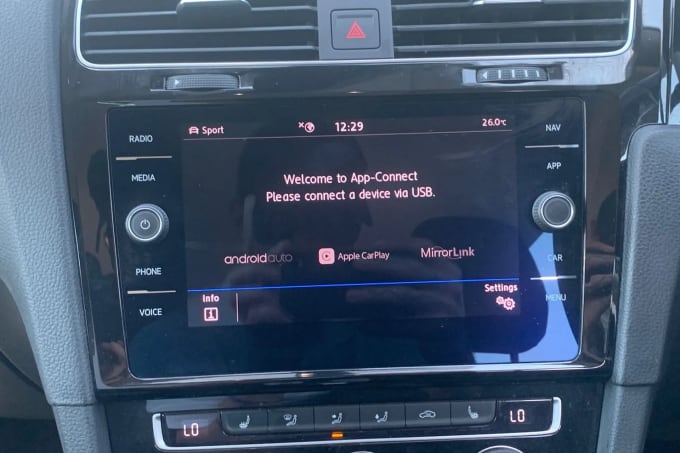 RADIO
MEDIA
PHONE
VOICE
Sport
12:29
26.0°C
Welcome to App-Connect
Please connect a device via USB.
androidauto
Apple CarPlay
MirrorLink
Info
Settings
NAV
APP
CAR
MENU
LO
LO